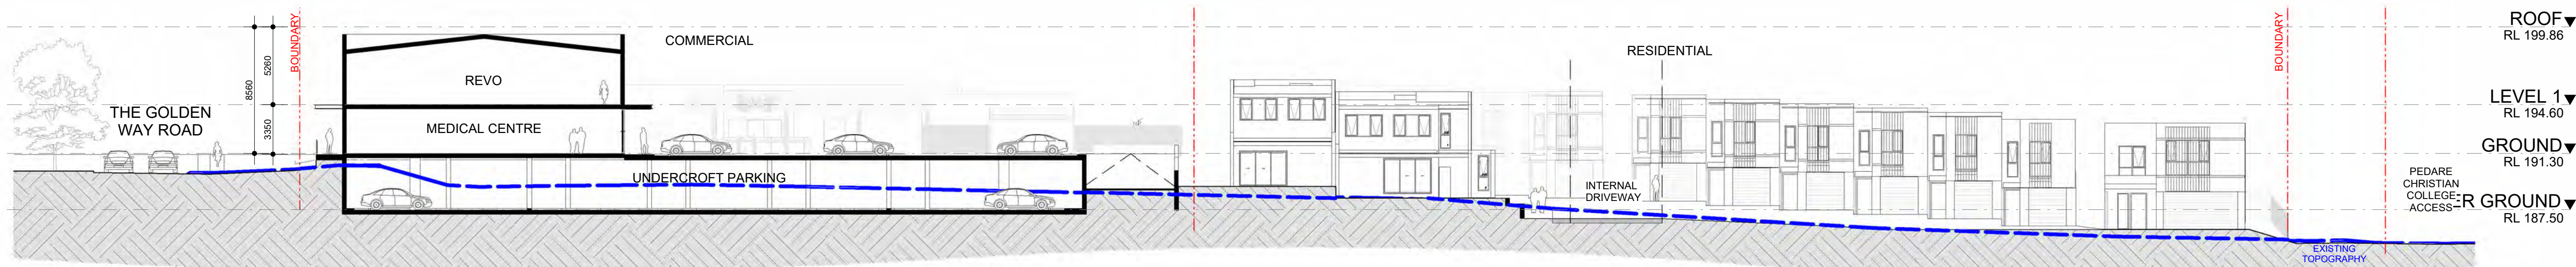 ROOF
RL 199.86
BOUNDARY
COMMERCIAL
RESIDENTIAL
BOUNDARY
5260
8560
REVO
LEVEL 1
RL 194.60
THE GOLDEN
WAY ROAD
MEDICAL CENTRE
3350
GROUND
RL 191.30
UNDERCROFT PARKING
INTERNAL
DRIVEWAY
PEDARE
CHRISTIAN
COLLEGE
ACCESS
ER GROUND
RL 187.50
EXISTING
TOPOGRAPHY